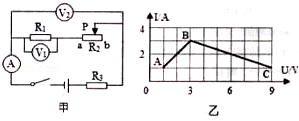 V₂
R₁
P
V₁
a
R₂
b
A
R₃
甲
I/A
4
2
0
3
6
9
U/V
A
B
C
乙